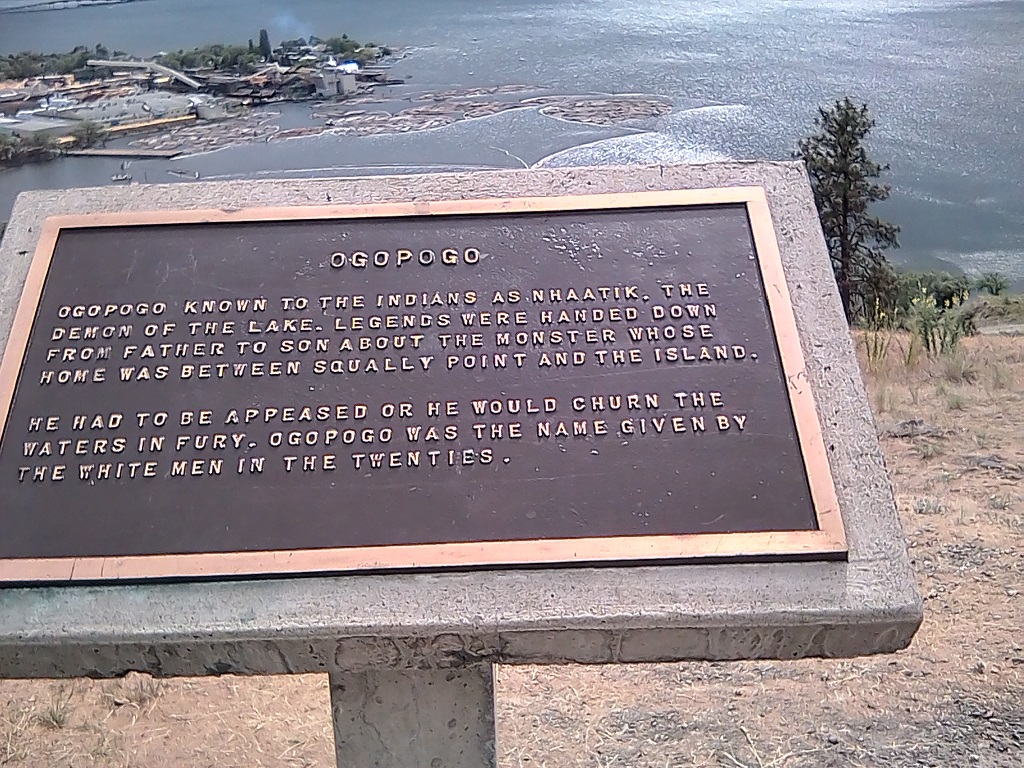 OGOPOGO
OGOPOGO KNOWN TO THE INDIANS AS NHAATIK, THE
DEMON OF THE LAKE. LEGENDS WERE HANDED DOWN
FROM FATHER TO SON ABOUT THE MONSTER WHOSE
HOME WAS BETWEEN SQUALLY POINT AND THE ISLAND.
HE HAD TO BE APPEASED OR HE WOULD CHURN THE
WATERS IN FURY. OGOPOGO WAS THE NAME GIVEN BY
THE WHITE MEN IN THE TWENTIES.